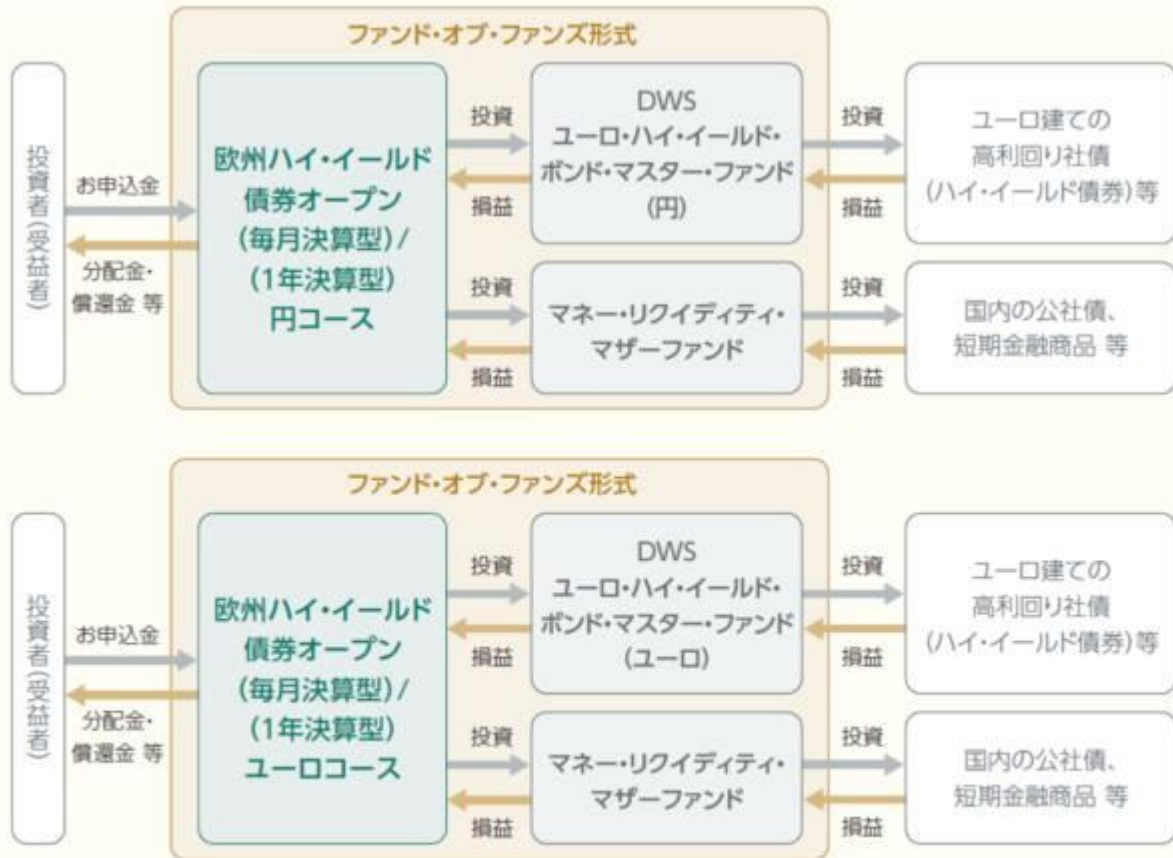 ファンド・オブ・ファンズ形式
投資者(受益者)
お申込金
分配金・
償還金 等
欧州ハイ・イールド
債券オープン
(毎月決算型)/
(1年決算型)
円コース
投資
損益
DWS
ユーロ・ハイ・イールド・
ボンド・マスター・ファンド
(円)
投資
損益
ユーロ建ての
高利回り社債
(ハイ・イールド債券)等
投資
損益
マネー・リクイディティ・
マザーファンド
投資
損益
国内の公社債、
短期金融商品 等
ファンド・オブ・ファンズ形式
投資者(受益者)
お申込金
分配金・
償還金 等
欧州ハイ・イールド
債券オープン
(毎月決算型)/
(1年決算型)
ユーロコース
投資
損益
DWS
ユーロ・ハイ・イールド・
ボンド・マスター・ファンド
(ユーロ)
投資
損益
ユーロ建ての
高利回り社債
(ハイ・イールド債券)等
投資
損益
マネー・リクイディティ・
マザーファンド
投資
損益
国内の公社債、
短期金融商品 等